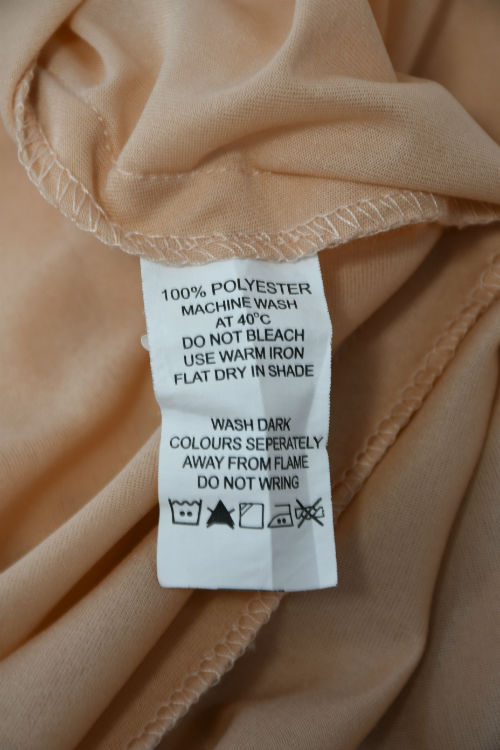 100% POLYESTER
MACHINE WASH
AT 40°C
DO NOT BLEACH
USE WARM IRON
FLAT DRY IN SHADE
WASH DARK
COLOURS SEPERATELY
AWAY FROM FLAME
DO NOT WRING